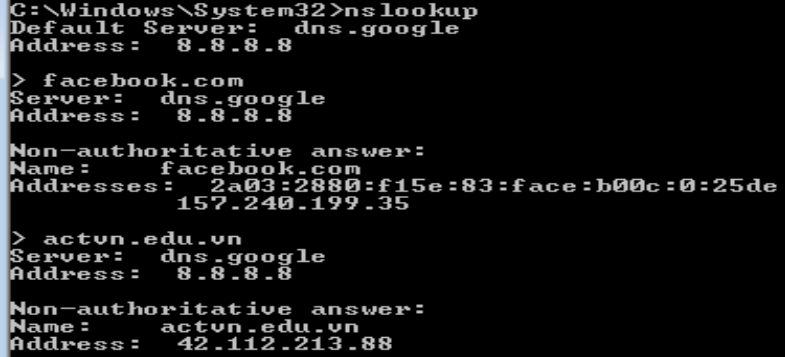 C:\Windows\System32>nslookup
Default Server:  dns.google
Address:  8.8.8.8
> facebook.com
Server:  dns.google
Address:  8.8.8.8
Non-authoritative answer:
Name:    facebook.com
Addresses:  2a03:2880:f15e:83:face:b00c:0:25de
157.240.199.35
> actvn.edu.vn
Server:  dns.google
Address:  8.8.8.8
Non-authoritative answer:
Name:    actvn.edu.vn
Address:  42.112.213.88